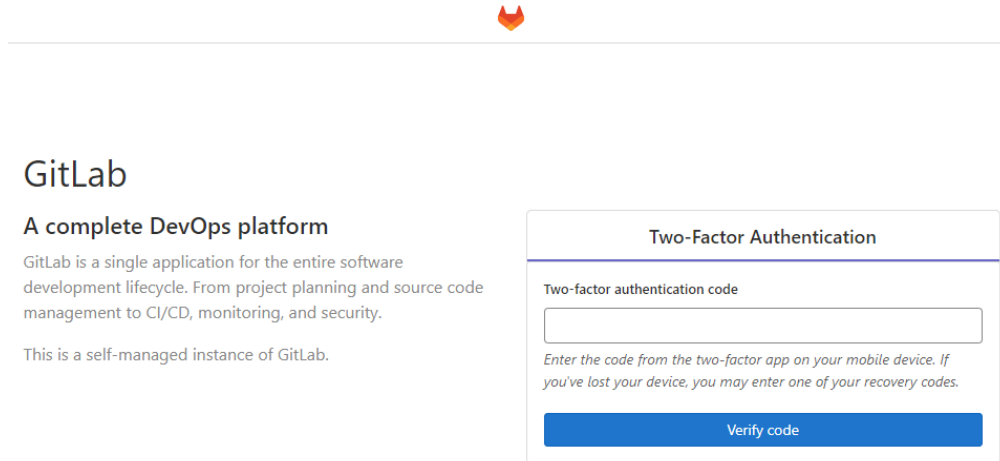 GitLab
A complete DevOps platform
GitLab is a single application for the entire software
development lifecycle. From project planning and source code
management to CI/CD, monitoring, and security.
This is a self-managed instance of GitLab.
Two-Factor Authentication
Two-factor authentication code
Enter the code from the two-factor app on your mobile device. If
you've lost your device, you may enter one of your recovery codes.
Verify code